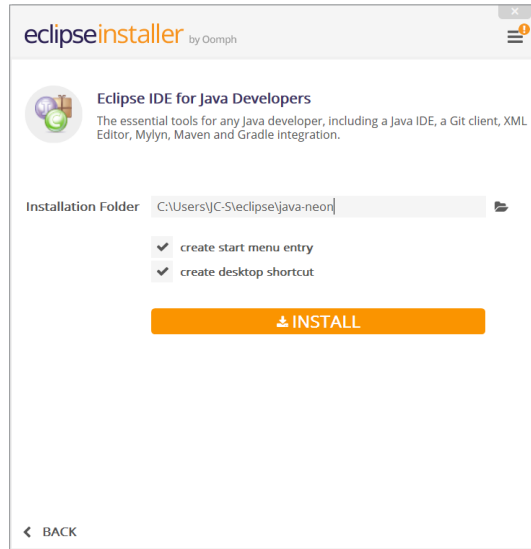 eclipseinstaller by Oomph
Eclipse IDE for Java Developers
The essential tools for any Java developer, including a Java IDE, a Git client, XML
Editor, Mylyn, Maven and Gradle integration.
Installation Folder C:\Users\JC-S\eclipse\java-neon
create start menu entry
create desktop shortcut
INSTALL
BACK